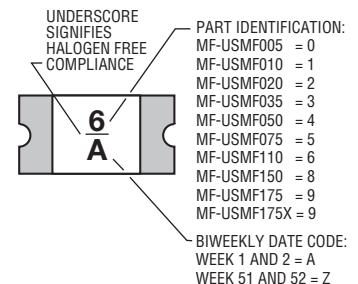 UNDERSCORE
SIGNIFIES
HALOGEN FREE
COMPLIANCE
PART IDENTIFICATION:
MF-USMF005 = 0
MF-USMF010 = 1
MF-USMF020 = 2
MF-USMF035 = 3
MF-USMF050 = 4
MF-USMF075 = 5
MF-USMF110 = 6
MF-USMF150 = 8
MF-USMF175 = 9
MF-USMF175X = 9
6
A
BIWEEKLY DATE CODE:
WEEK 1 AND 2 = A
WEEK 51 AND 52 = Z